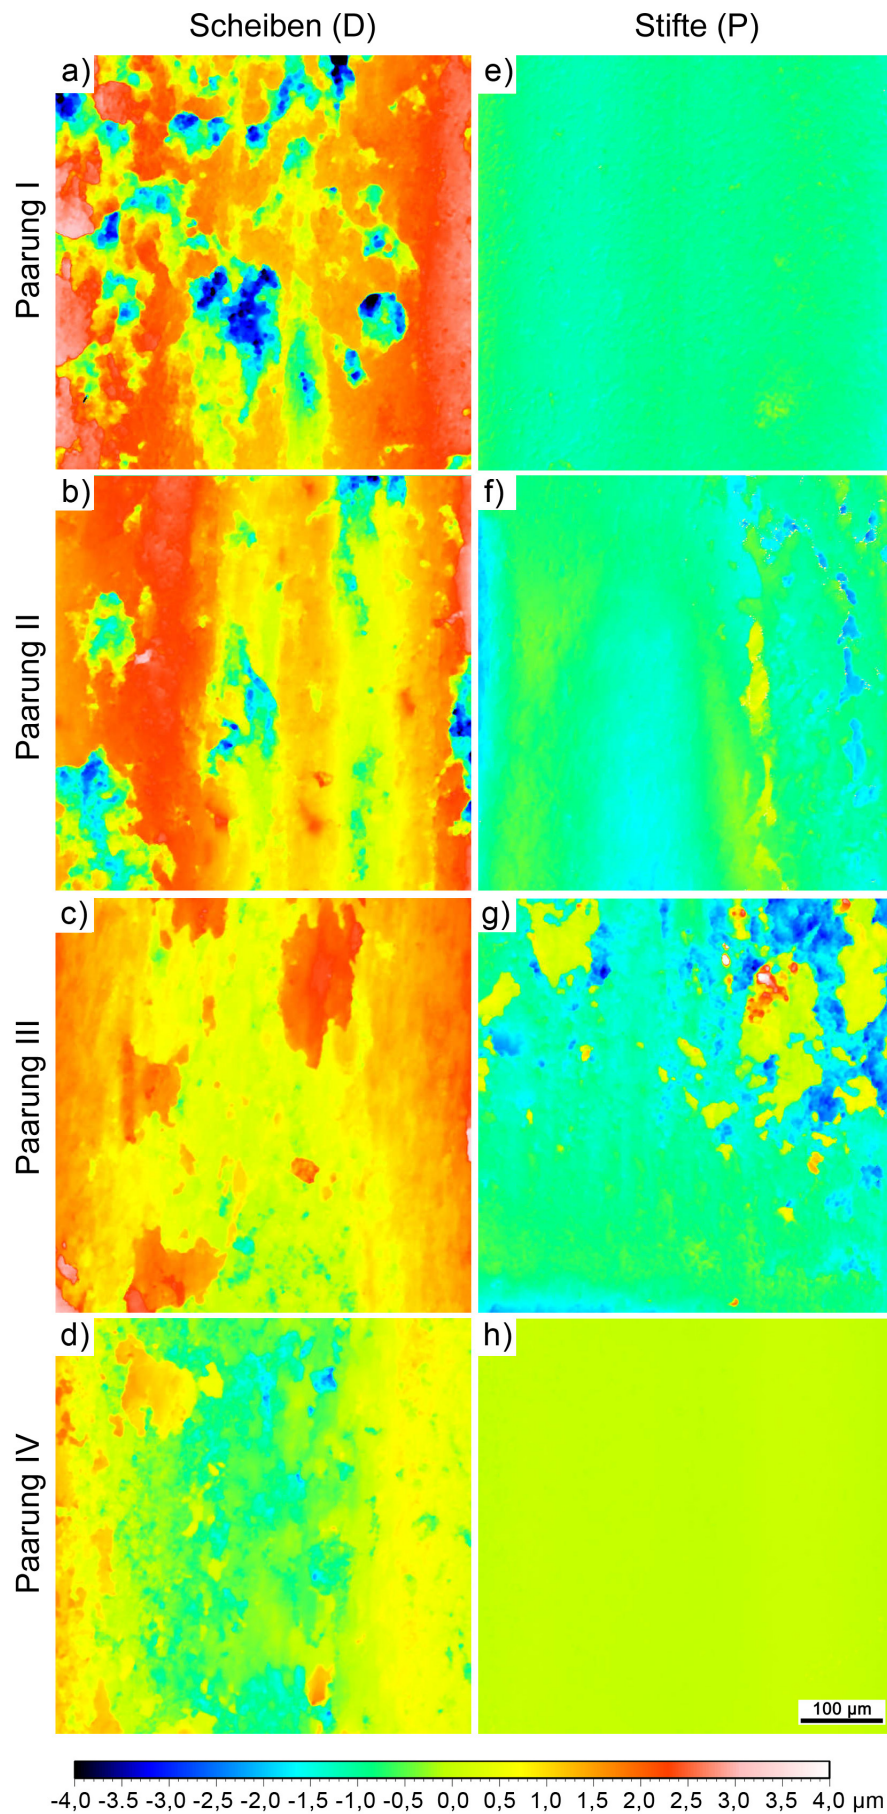 Scheiben (D) Stifte (P)
a) e)
Paarung I
b) f)
Paarung II
c) g)
Paarung III
d) h)
Paarung IV
100 µm
-4,0 -3.5 -3,0 -2,5 -2,0 -1,5 -1,0 -0,5 0,0 0,5 1,0 1,5 2,0 2,5 3,0 3,5 4,0 µm